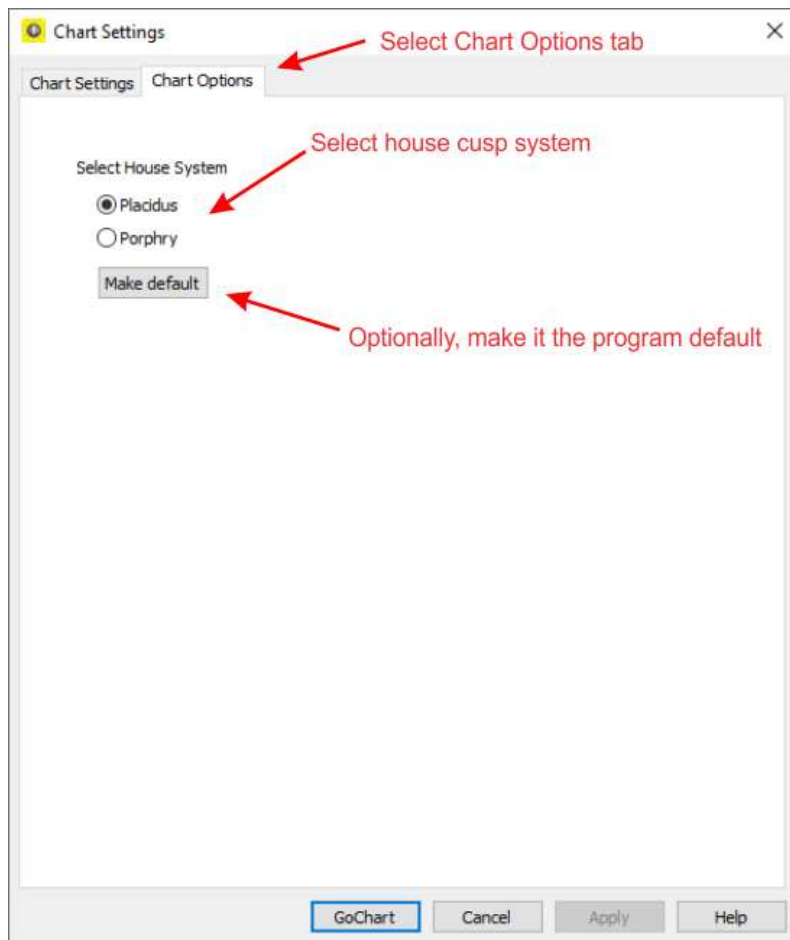 Chart Settings
Select Chart Options tab
Chart Settings
Chart Options
Select house cusp system
Select House System
Placidus
Porphry
Make default
Optionally, make it the program default
GoChart
Cancel
Apply
Help